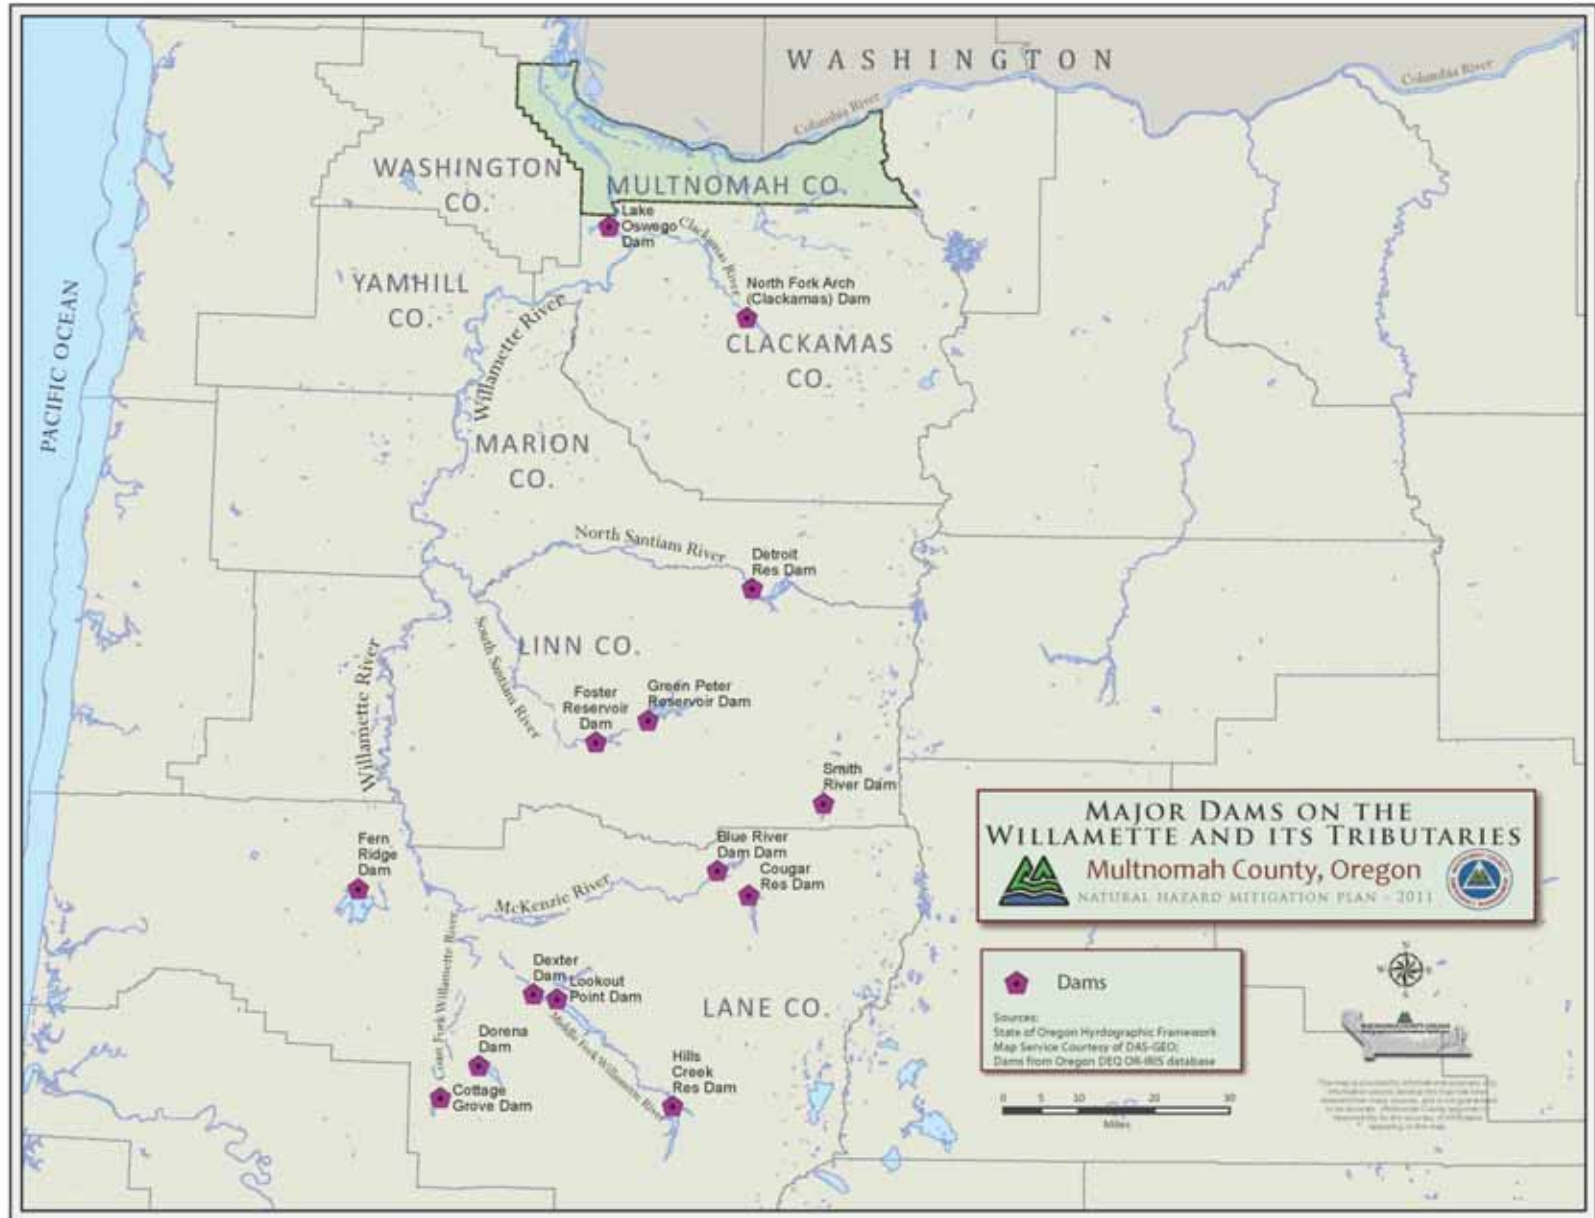 WASHINGTON
Columbia River
Columbia River
WASHINGTON
CO.
MULTNOMAH CO.
Lake
Oswego
Dam
Clackamas River
North Fork Arch
(Clackamas) Dam
YAMHILL
CO.
CLACKAMAS
CO.
Willamette River
PACIFIC OCEAN
MARION
CO.
North Santiam River
Detroit
Res Dam
South Santiam River
LINN CO.
Willamette River
Foster
Reservoir
Dam
Green Peter
Reservoir Dam
Smith
River Dam
Fern
Ridge
Dam
Blue River
Dam Dam
Cougar
Res Dam
McKenzie River
Coast Fork Willamette River
Dexter
Dam
Lookout
Point Dam
LANE CO.
Middle Fork Willamette River
Dorena
Dam
Hills
Creek
Res Dam
Cottage
Grove Dam
MAJOR DAMS ON THE
WILLAMETTE AND ITS TRIBUTARIES
Multnomah County, Oregon
NATURAL HAZARD MITIGATION PLAN - 2011
Dams
Sources:
State of Oregon Hyrdographic Framework
Map Service Courtesy of DAS-GEO;
Dams from Oregon DEQ OR-IRIS database
N
W
E
S
0 5 10 20 30
Miles